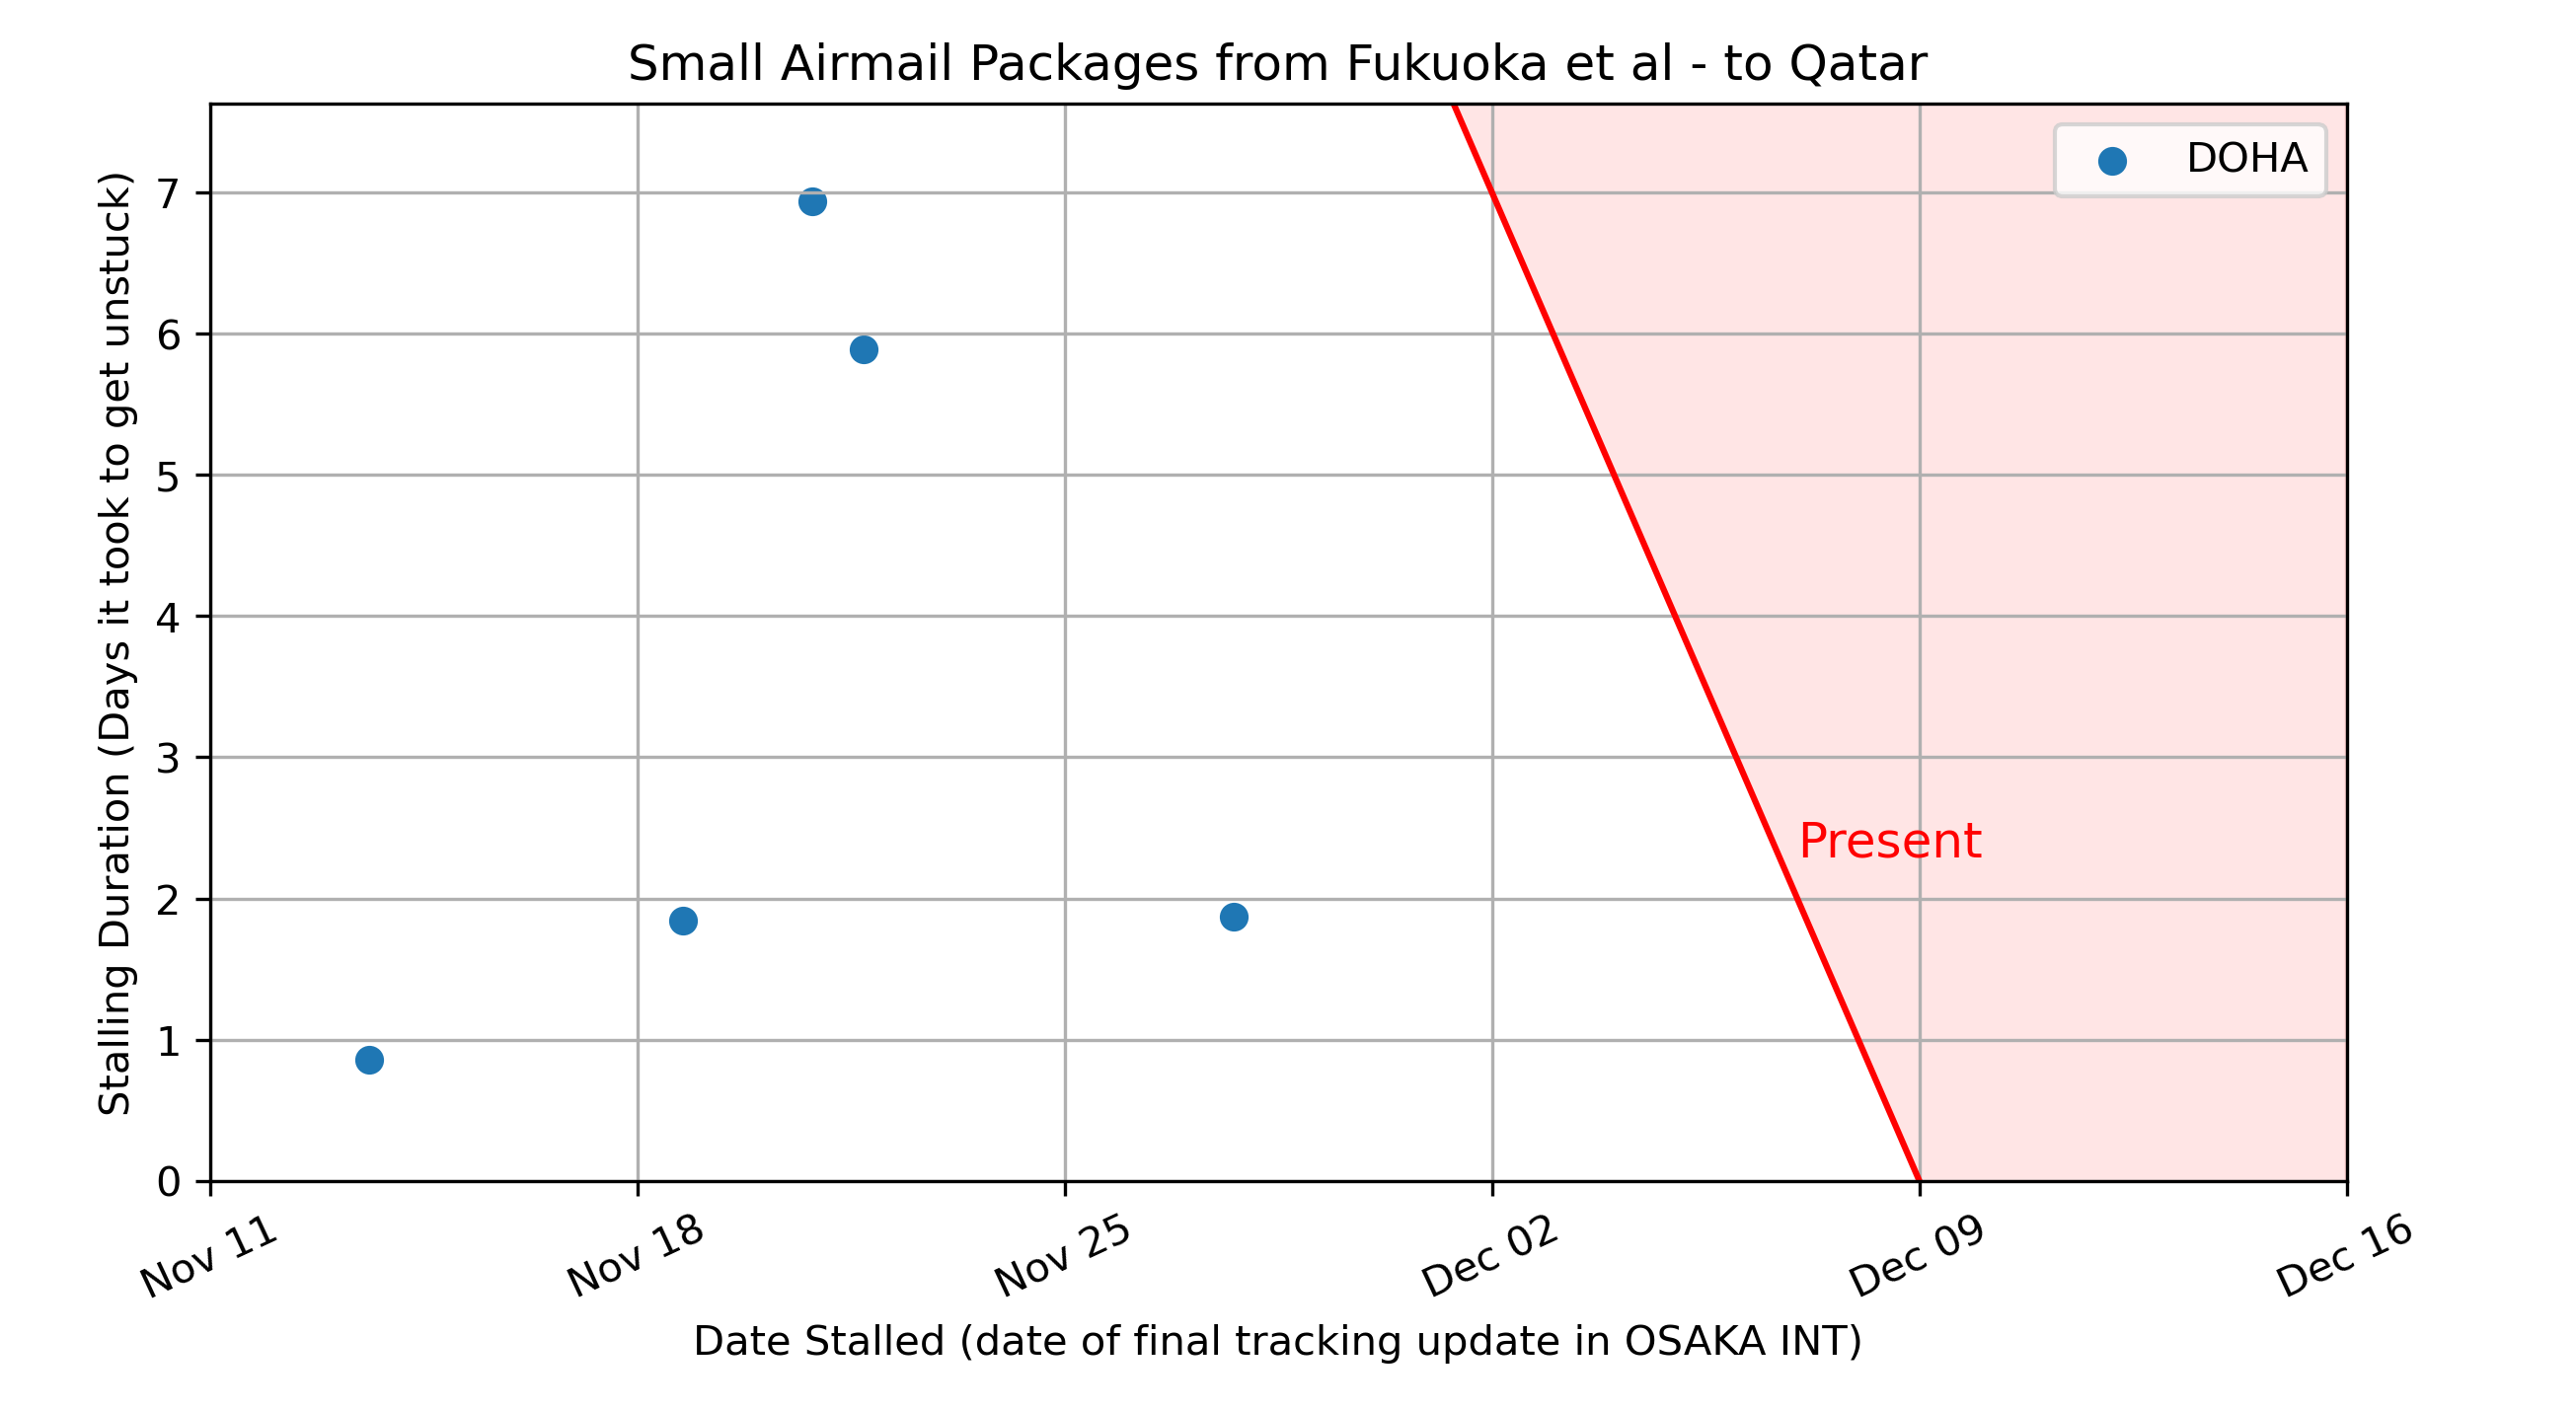 Small Airmail Packages from Fukuoka et al - to Qatar
DOHA
Stalling Duration (Days it took to get unstuck)
7
6
5
4
3
2
1
0
Present
Nov 11
Nov 18
Nov 25
Dec 02
Dec 09
Dec 16
Date Stalled (date of final tracking update in OSAKA INT)